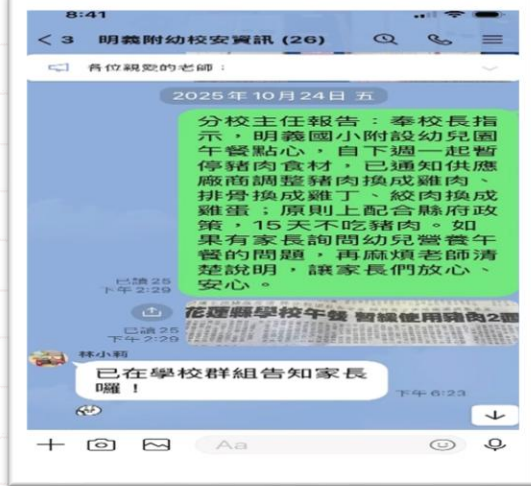 8:41
< 3 明義附幼校安資訊 (26)
各位親愛的老師：
2025年10月24日 五
分校主任報告：奉校長指
示，明義國小附設幼兒園
午餐點心，自下週一起暫
停豬肉食材，已通知供應
廠商調整豬肉換成雞肉、
排骨換成雞丁、絞肉換成
雞蛋；原則上配合縣府政
策，15天不吃豬肉。如
果有家長詢問幼兒營養午
餐的問題，再麻煩老師清
楚說明，讓家長們放心、
安心。
已讀 25
下午 2:29
花蓮縣學校午餐 暫緩使用豬肉2週
已讀 25
下午 2:29
林小莉
已在學校群組告知家長
囉！
下午 6:23
Aa